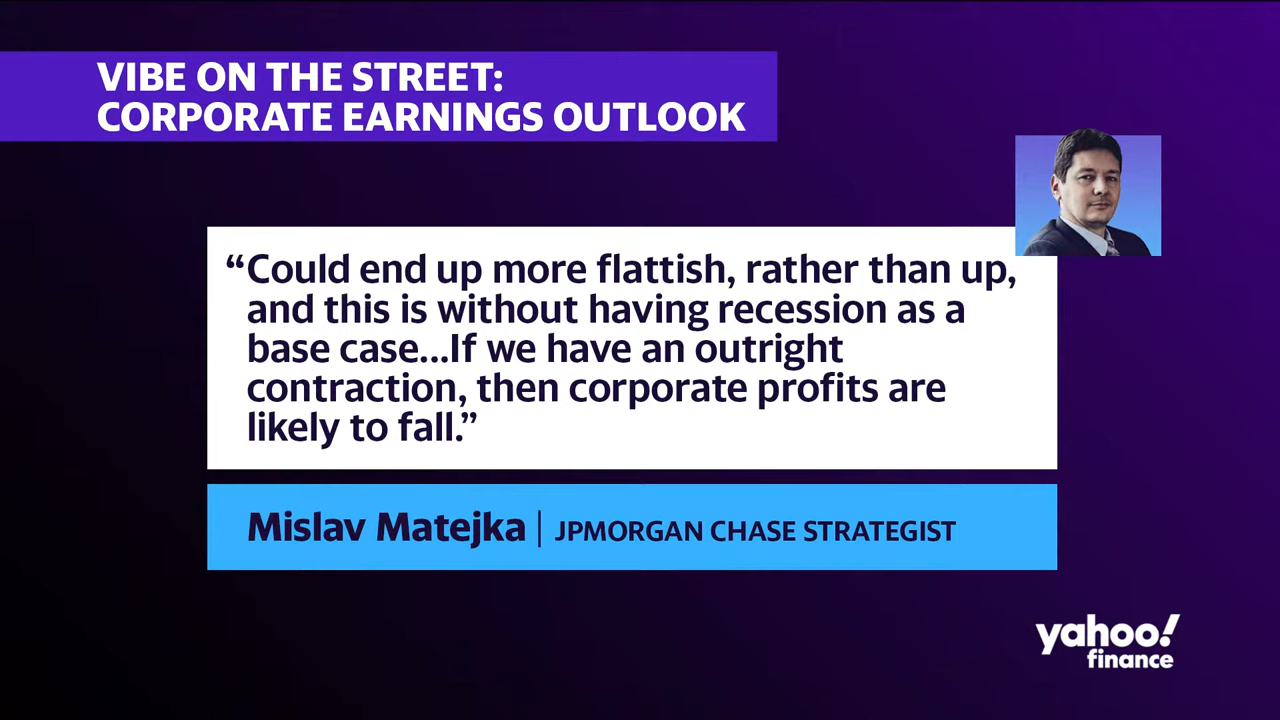 VIBE ON THE STREET:
CORPORATE EARNINGS OUTLOOK
“Could end up more flattish, rather than up,
and this is without having recession as a
base case...If we have an outright
contraction, then corporate profits are
likely to fall.”
Mislav Matejka | JPMORGAN CHASE STRATEGIST
yahoo!
finance